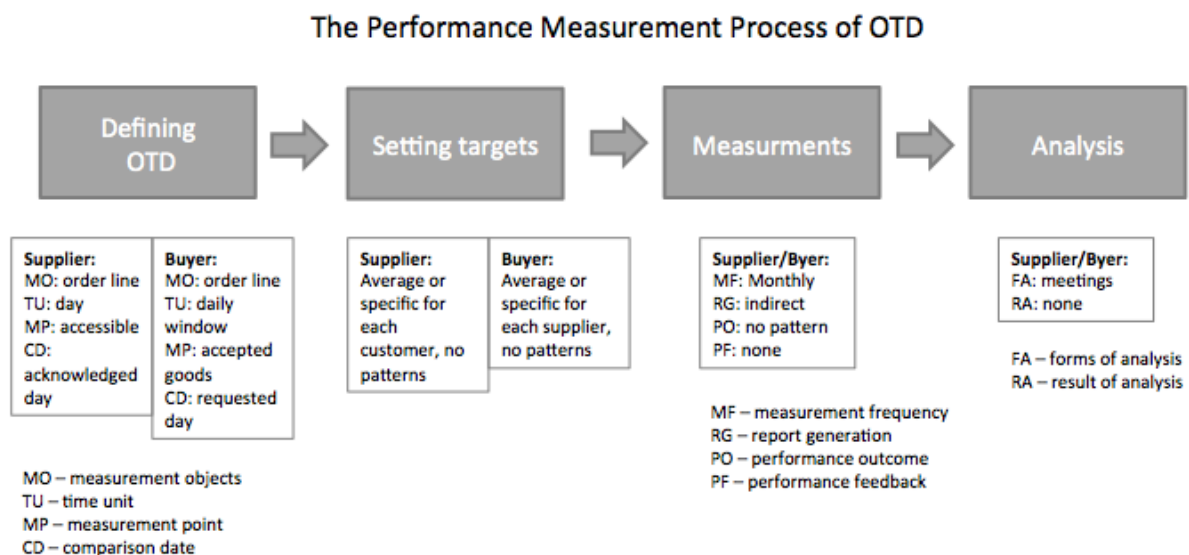 The Performance Measurement Process of OTD
Defining
OTD
Setting targets
Measurments
Analysis
Supplier:
MO: order line
TU: day
MP: accessible
CD:
acknowledged
day
Buyer:
MO: order line
TU: daily
window
MP: accepted
goods
CD: requested
day
Supplier:
Average or
specific for
each
customer, no
patterns
Buyer:
Average or
specific for
each supplier,
no patterns
Supplier/Byer:
MF: Monthly
RG: indirect
PO: no pattern
PF: none
Supplier/Byer:
FA: meetings
RA: none
FA – forms of analysis
RA – result of analysis
MF – measurement frequency
RG – report generation
PO – performance outcome
PF – performance feedback
MO – measurement objects
TU – time unit
MP – measurement point
CD – comparison date